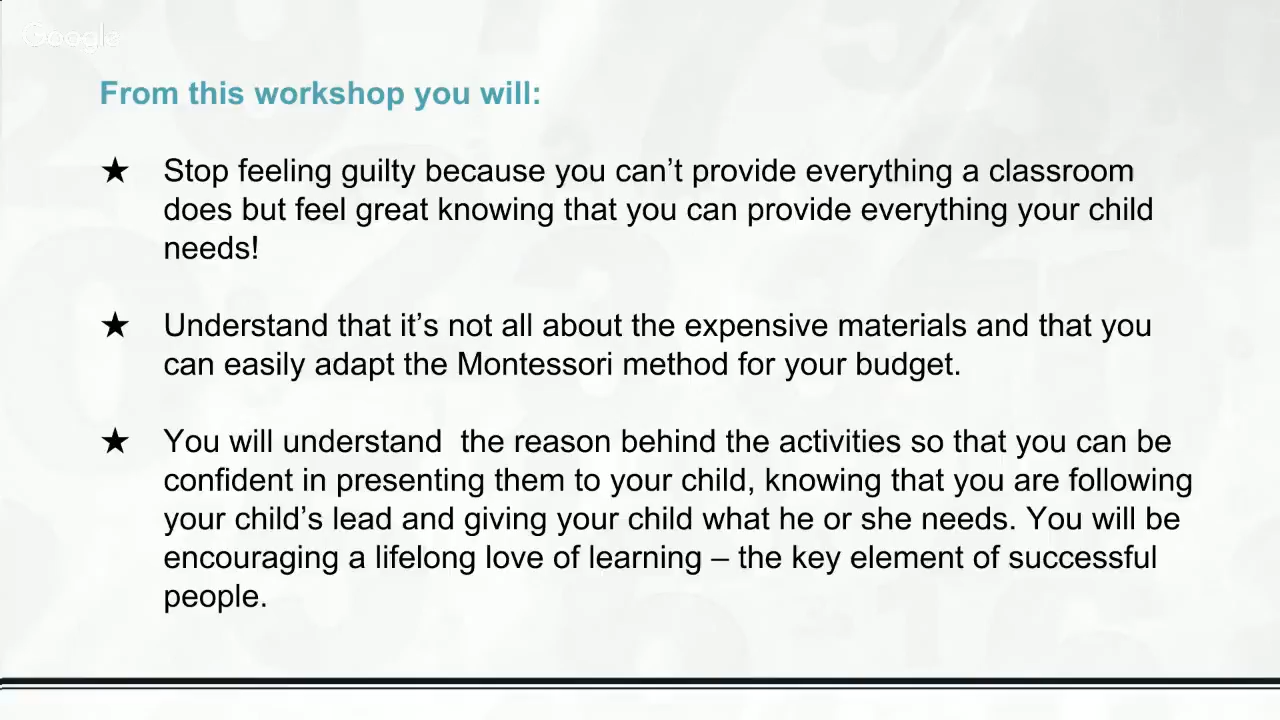 Google
From this workshop you will:
★ Stop feeling guilty because you can’t provide everything a classroom
does but feel great knowing that you can provide everything your child
needs!
★ Understand that it’s not all about the expensive materials and that you
can easily adapt the Montessori method for your budget.
★ You will understand  the reason behind the activities so that you can be
confident in presenting them to your child, knowing that you are following
your child’s lead and giving your child what he or she needs. You will be
encouraging a lifelong love of learning – the key element of successful
people.